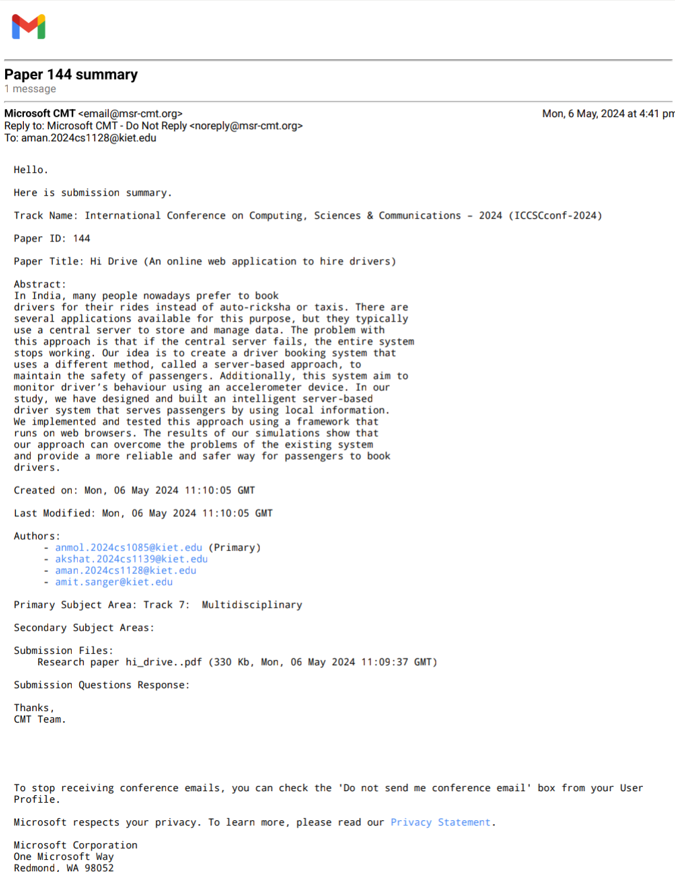 Paper 144 summary
1 message
Microsoft CMT <email@msr-cmt.org> Mon, 6 May, 2024 at 4:41 pm
Reply to: Microsoft CMT - Do Not Reply <noreply@msr-cmt.org>
To: aman.2024cs1128@kiet.edu
Hello.
Here is submission summary.
Track Name: International Conference on Computing, Sciences & Communications – 2024 (ICCSCconf-2024)
Paper ID: 144
Paper Title: Hi Drive (An online web application to hire drivers)
Abstract:
In India, many people nowadays prefer to book
drivers for their rides instead of auto-ricksha or taxis. There are
several applications available for this purpose, but they typically
use a central server to store and manage data. The problem with
this approach is that if the central server fails, the entire system
stops working. Our idea is to create a driver booking system that
uses a different method, called a server-based approach, to
maintain the safety of passengers. Additionally, this system aim to
monitor driver's behaviour using an accelerometer device. In our
study, we have designed and built an intelligent server-based
driver system that serves passengers by using local information.
We implemented and tested this approach using a framework that
runs on web browsers. The results of our simulations show that
our approach can overcome the problems of the existing system
and provide a more reliable and safer way for passengers to book
drivers.
Created on: Mon, 06 May 2024 11:10:05 GMT
Last Modified: Mon, 06 May 2024 11:10:05 GMT
Authors:
- anmol.2024cs1085@kiet.edu (Primary)
- akshat.2024cs1139@kiet.edu
- aman.2024cs1128@kiet.edu
- amit.sanger@kiet.edu
Primary Subject Area: Track 7: Multidisciplinary
Secondary Subject Areas:
Submission Files:
Research paper hi_drive..pdf (330 Kb, Mon, 06 May 2024 11:09:37 GMT)
Submission Questions Response:
Thanks,
CMT Team.
To stop receiving conference emails, you can check the 'Do not send me conference email' box from your User
Profile.
Microsoft respects your privacy. To learn more, please read our Privacy Statement.
Microsoft Corporation
One Microsoft Way
Redmond, WA 98052